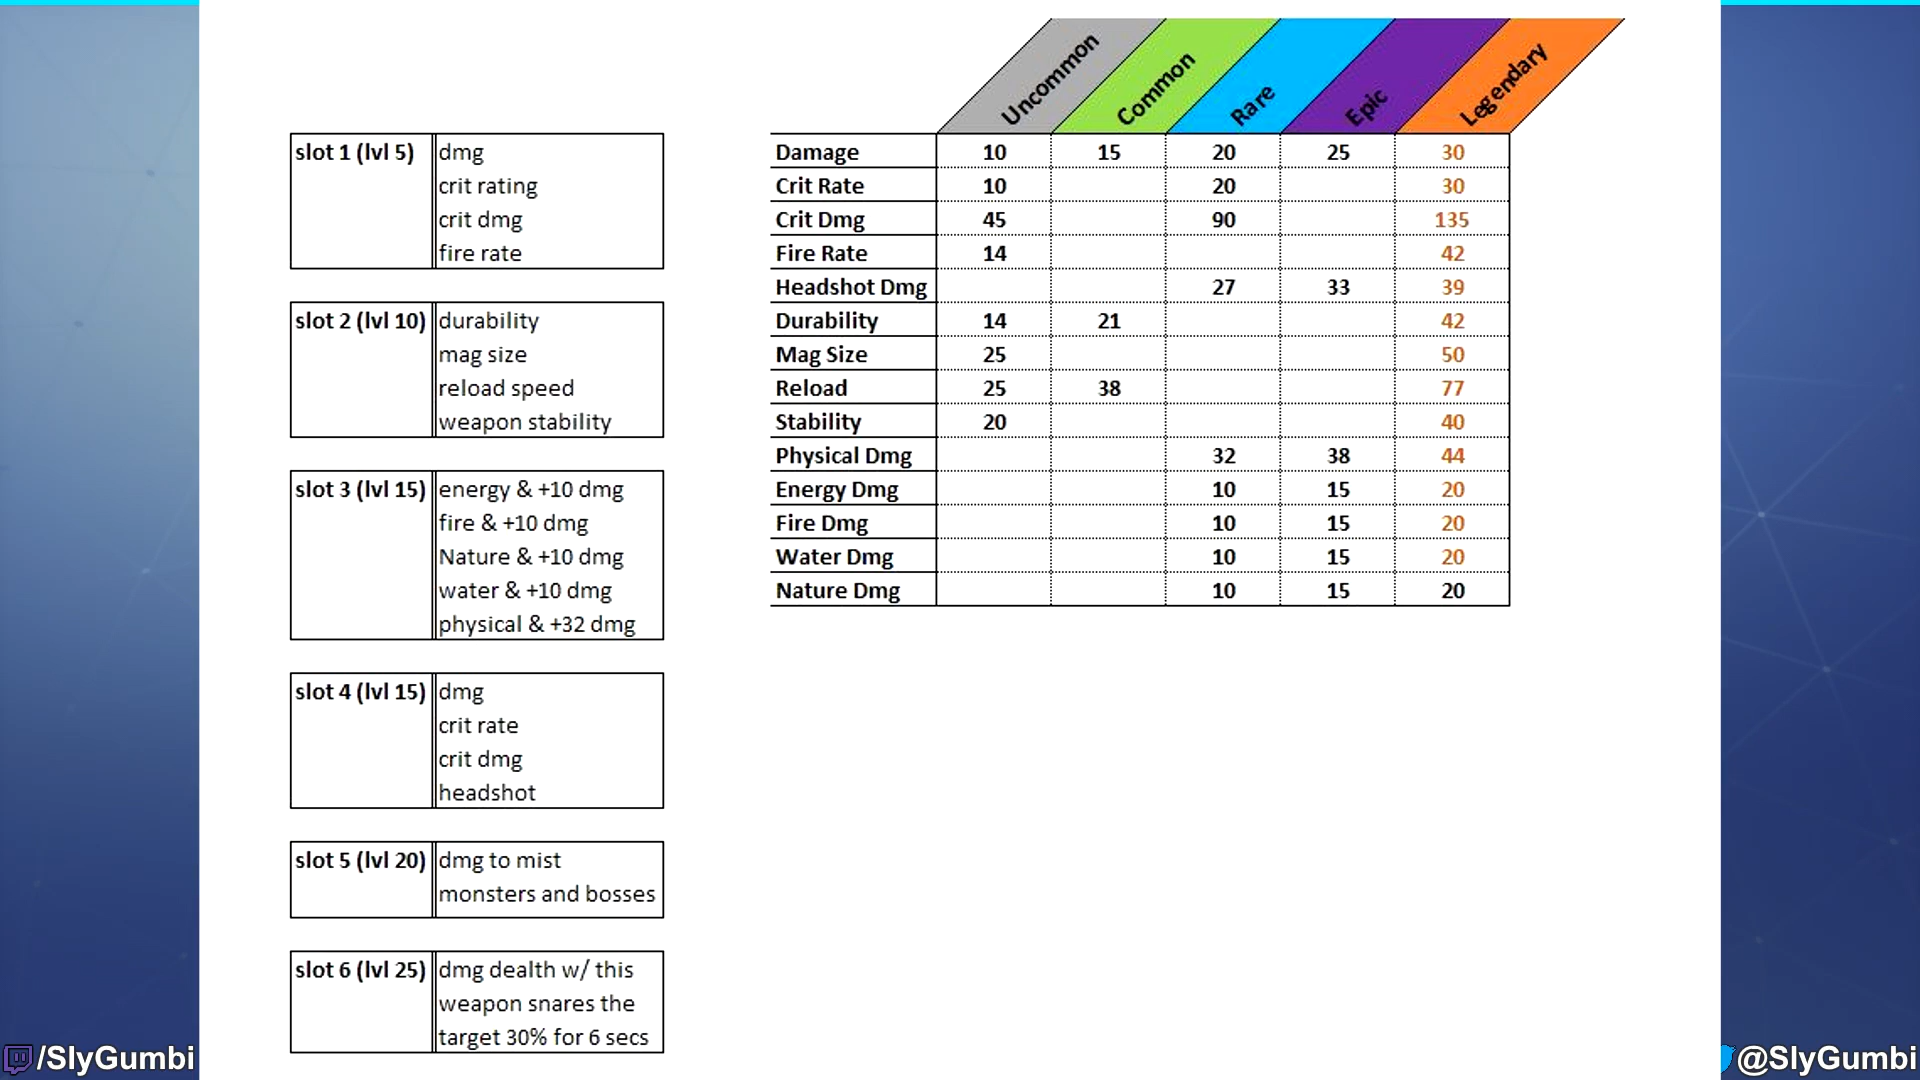 Uncommon Common Rare Epic Legendary
slot 1 (lvl 5) dmg
crit rating
crit dmg
fire rate
slot 2 (lvl 10) durability
mag size
reload speed
weapon stability
slot 3 (lvl 15) energy & +10 dmg
fire & +10 dmg
Nature & +10 dmg
water & +10 dmg
physical & +32 dmg
slot 4 (lvl 15) dmg
crit rate
crit dmg
headshot
slot 5 (lvl 20) dmg to mist
monsters and bosses
slot 6 (lvl 25) dmg dealth w/ this
weapon snares the
target 30% for 6 secs
Damage 10 15 20 25 30
Crit Rate 10 20 30
Crit Dmg 45 90 135
Fire Rate 14 42
Headshot Dmg 27 33 39
Durability 14 21 42
Mag Size 25 50
Reload 25 38 77
Stability 20 40
Physical Dmg 32 38 44
Energy Dmg 10 15 20
Fire Dmg 10 15 20
Water Dmg 10 15 20
Nature Dmg 10 15 20
/SlyGumbi
@SlyGumbi